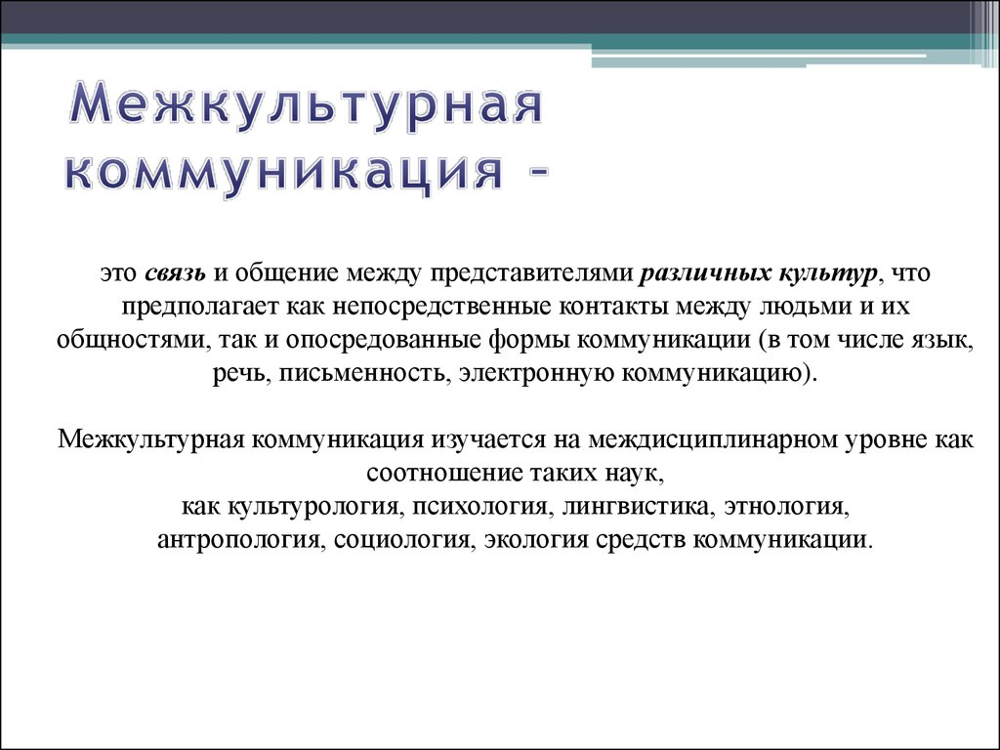 Межкультурная
коммуникация –
это связь и общение между представителями различных культур, что
предполагает как непосредственные контакты между людьми и их
общностями, так и опосредованные формы коммуникации (в том числе язык,
речь, письменность, электронную коммуникацию).
Межкультурная коммуникация изучается на междисциплинарном уровне как
соотношение таких наук,
как культурология, психология, лингвистика, этнология,
антропология, социология, экология средств коммуникации.